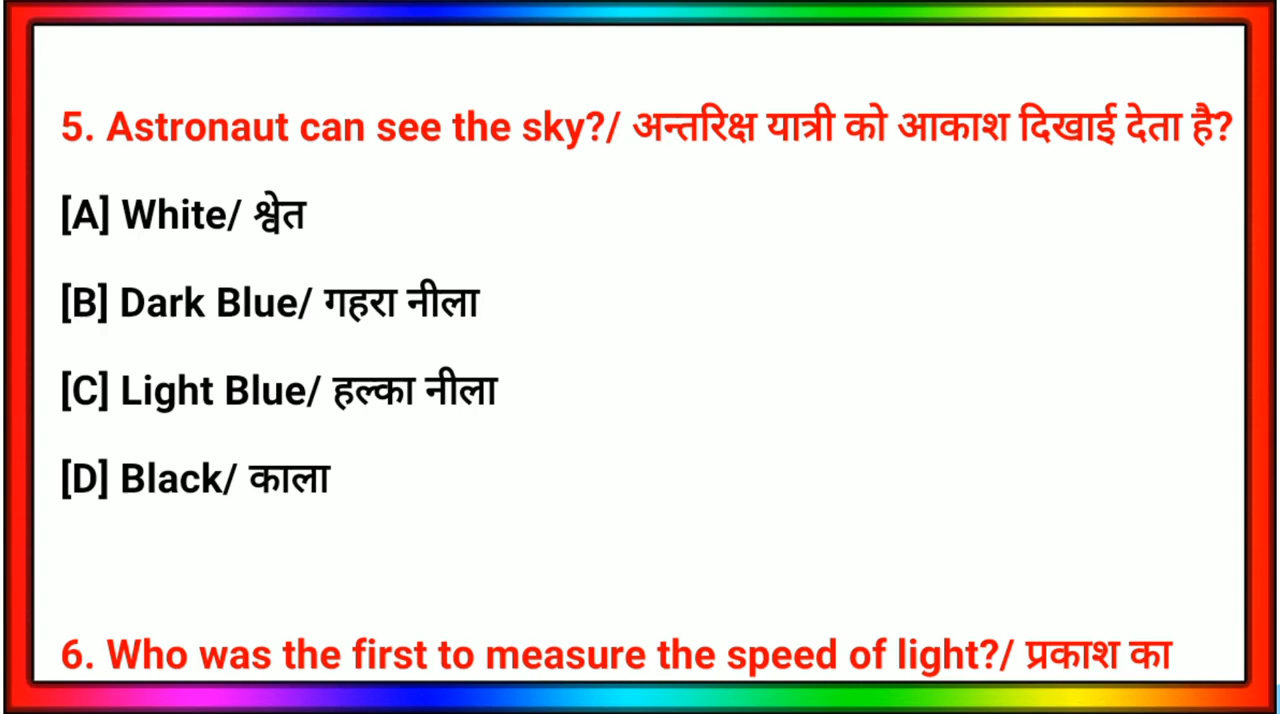 5. Astronaut can see the sky?/ अन्तरिक्ष यात्री को आकाश दिखाई देता है?
[A] White/ श्वेत
[B] Dark Blue/ गहरा नीला
[C] Light Blue/ हल्का नीला
[D] Black/ काला
6. Who was the first to measure the speed of light?/ प्रकाश का